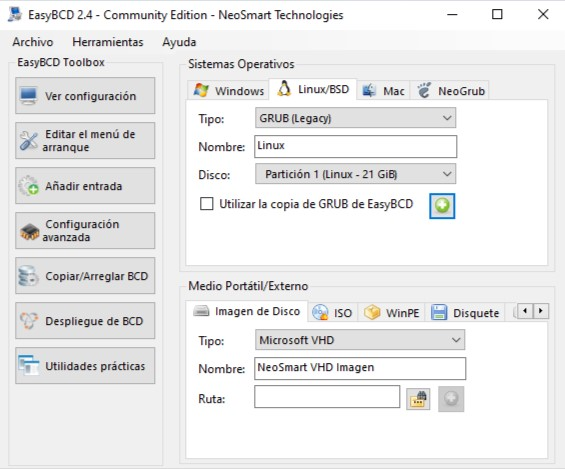 EasyBCD 2.4 - Community Edition - NeoSmart Technologies
Archivo Herramientas Ayuda
EasyBCD Toolbox
Ver configuración
Editar el menú de
arranque
Añadir entrada
Configuración
avanzada
Copiar/Arreglar BCD
Despliegue de BCD
Utilidades prácticas
Sistemas Operativos
Windows Linux/BSD Mac NeoGrub
Tipo: GRUB (Legacy)
Nombre: Linux
Disco: Partición 1 (Linux - 21 GiB)
Utilizar la copia de GRUB de EasyBCD
Medio Portátil/Externo
Imagen de Disco ISO WinPE Disquete
Tipo: Microsoft VHD
Nombre: NeoSmart VHD Imagen
Ruta: